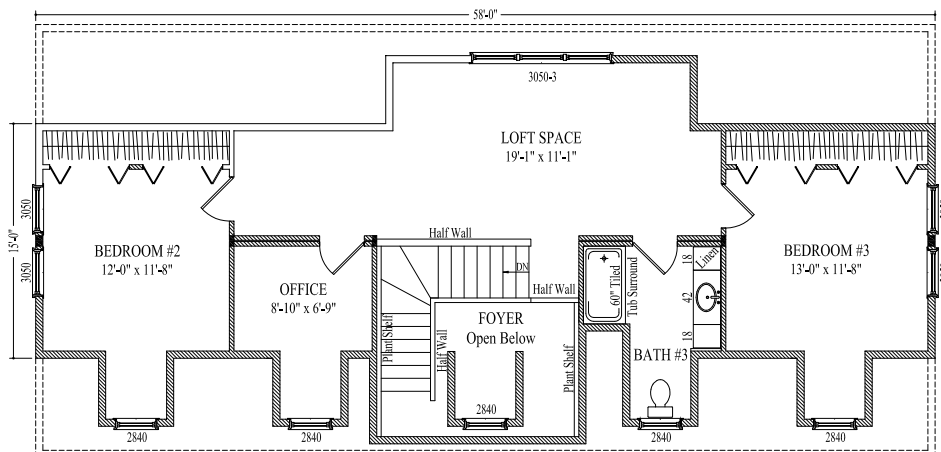 58'-0"
3050-3
LOFT SPACE
19'-1" x 11'-1"
3050
15'-0"
3050
BEDROOM #2
12'-0" x 11'-8"
OFFICE
8'-10" x 6'-9"
Half Wall
DN
Half Wall
FOYER
Open Below
Plant Shelf
Half Wall
Plant Shelf
60" Tiled
Tub Surround
18
Linen
42
18
BATH #3
BEDROOM #3
13'-0" x 11'-8"
2840
2840
2840
2840
2840